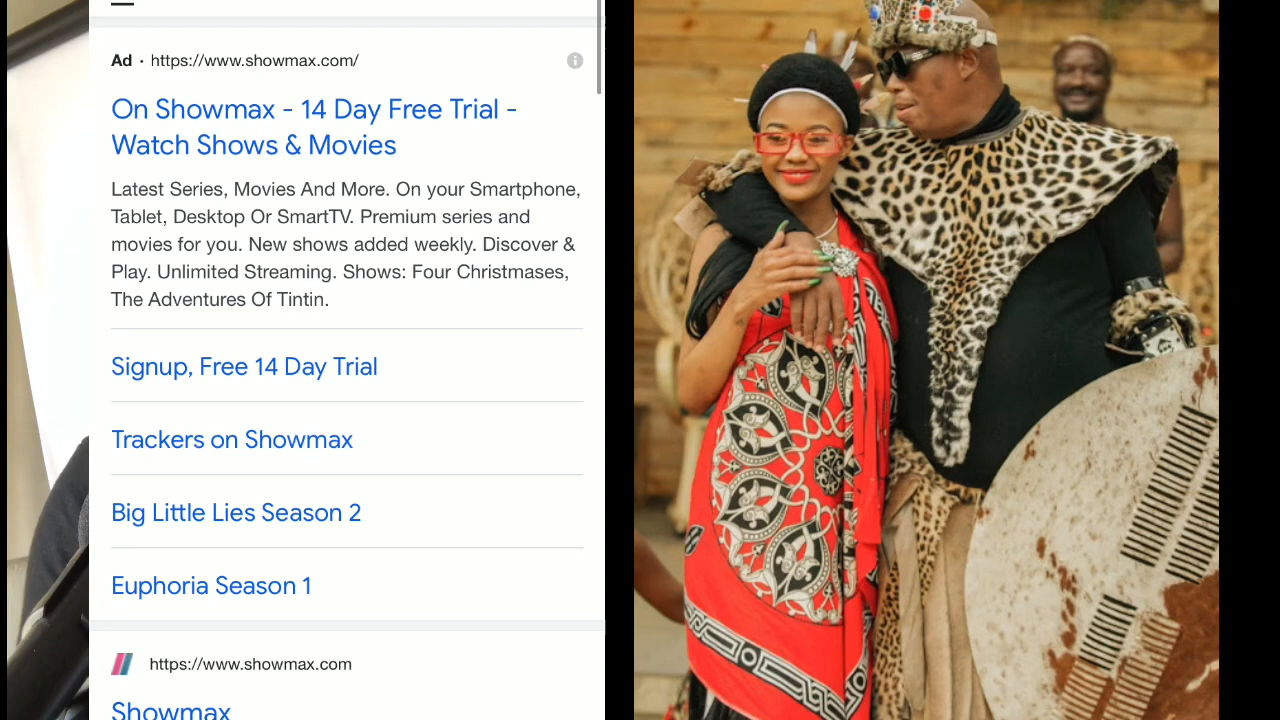 Ad · https://www.showmax.com/
On Showmax - 14 Day Free Trial -
Watch Shows & Movies
Latest Series, Movies And More. On your Smartphone,
Tablet, Desktop Or SmartTV. Premium series and
movies for you. New shows added weekly. Discover &
Play. Unlimited Streaming. Shows: Four Christmases,
The Adventures Of Tintin.
Signup, Free 14 Day Trial
Trackers on Showmax
Big Little Lies Season 2
Euphoria Season 1
https://www.showmax.com
Showmax